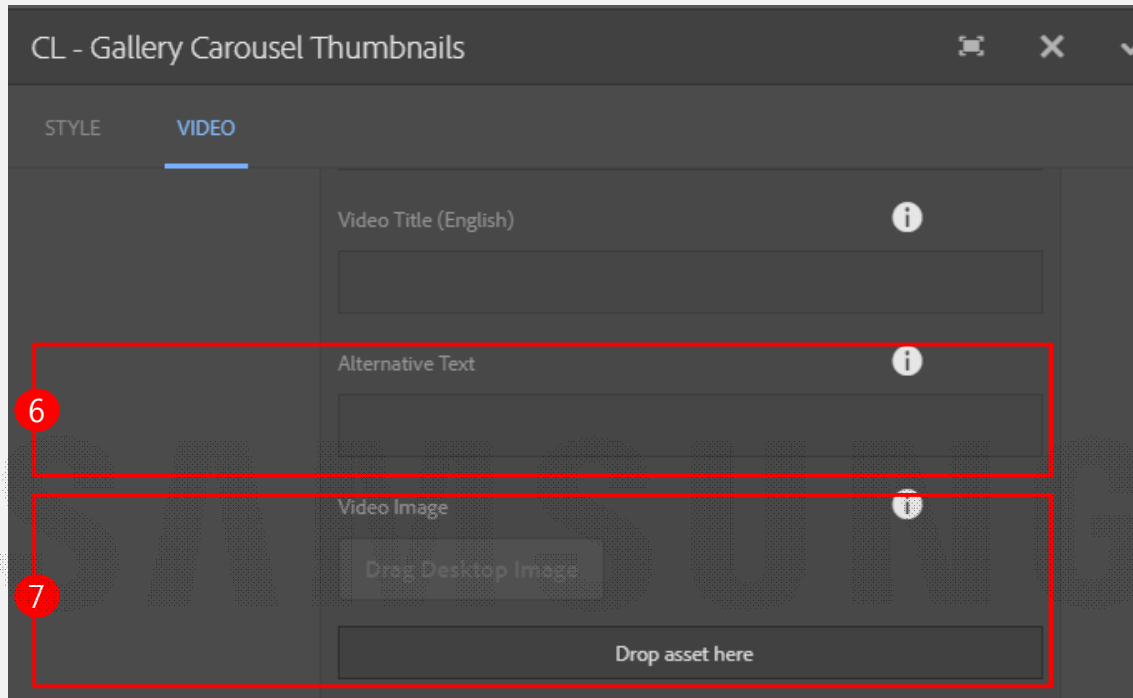 CL - Gallery Carousel Thumbnails
STYLE VIDEO
Video Title (English)
Alternative Text
6
Video Image
Drag Desktop Image
7
Drop asset here
SAMSUNG